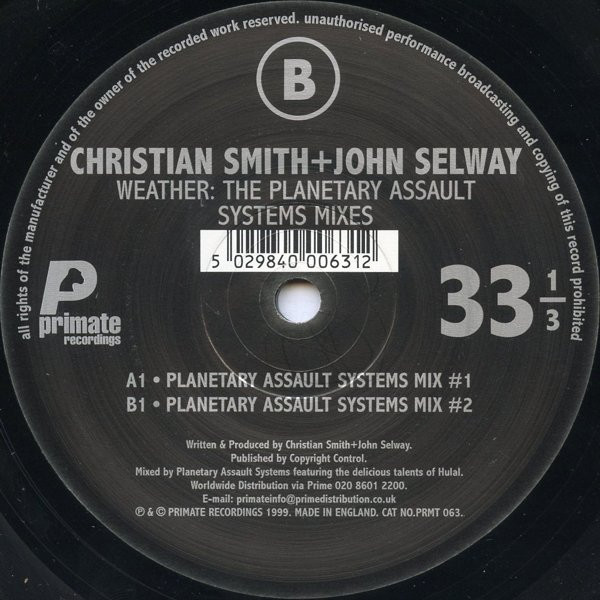 all rights of the manufacturer and of the owner of the recorded work reserved. unauthorised performance broadcasting and copying of this record prohibited
B
CHRISTIAN SMITH+JOHN SELWAY
WEATHER: THE PLANETARY ASSAULT
SYSTEMS MIXES
5 029840 006312
P
primate
recordings
33 1/3
A1 • PLANETARY ASSAULT SYSTEMS MIX #1
B1 • PLANETARY ASSAULT SYSTEMS MIX #2
Written & Produced by Christian Smith+John Selway.
Published by Copyright Control.
Mixed by Planetary Assault Systems featuring the delicious talents of Hulal.
Worldwide Distribution via Prime 020 8601 2200.
E-mail: primateinfo@primedistribution.co.uk
℗ & © PRIMATE RECORDINGS 1999. MADE IN ENGLAND. CAT NO.PRMT 063.